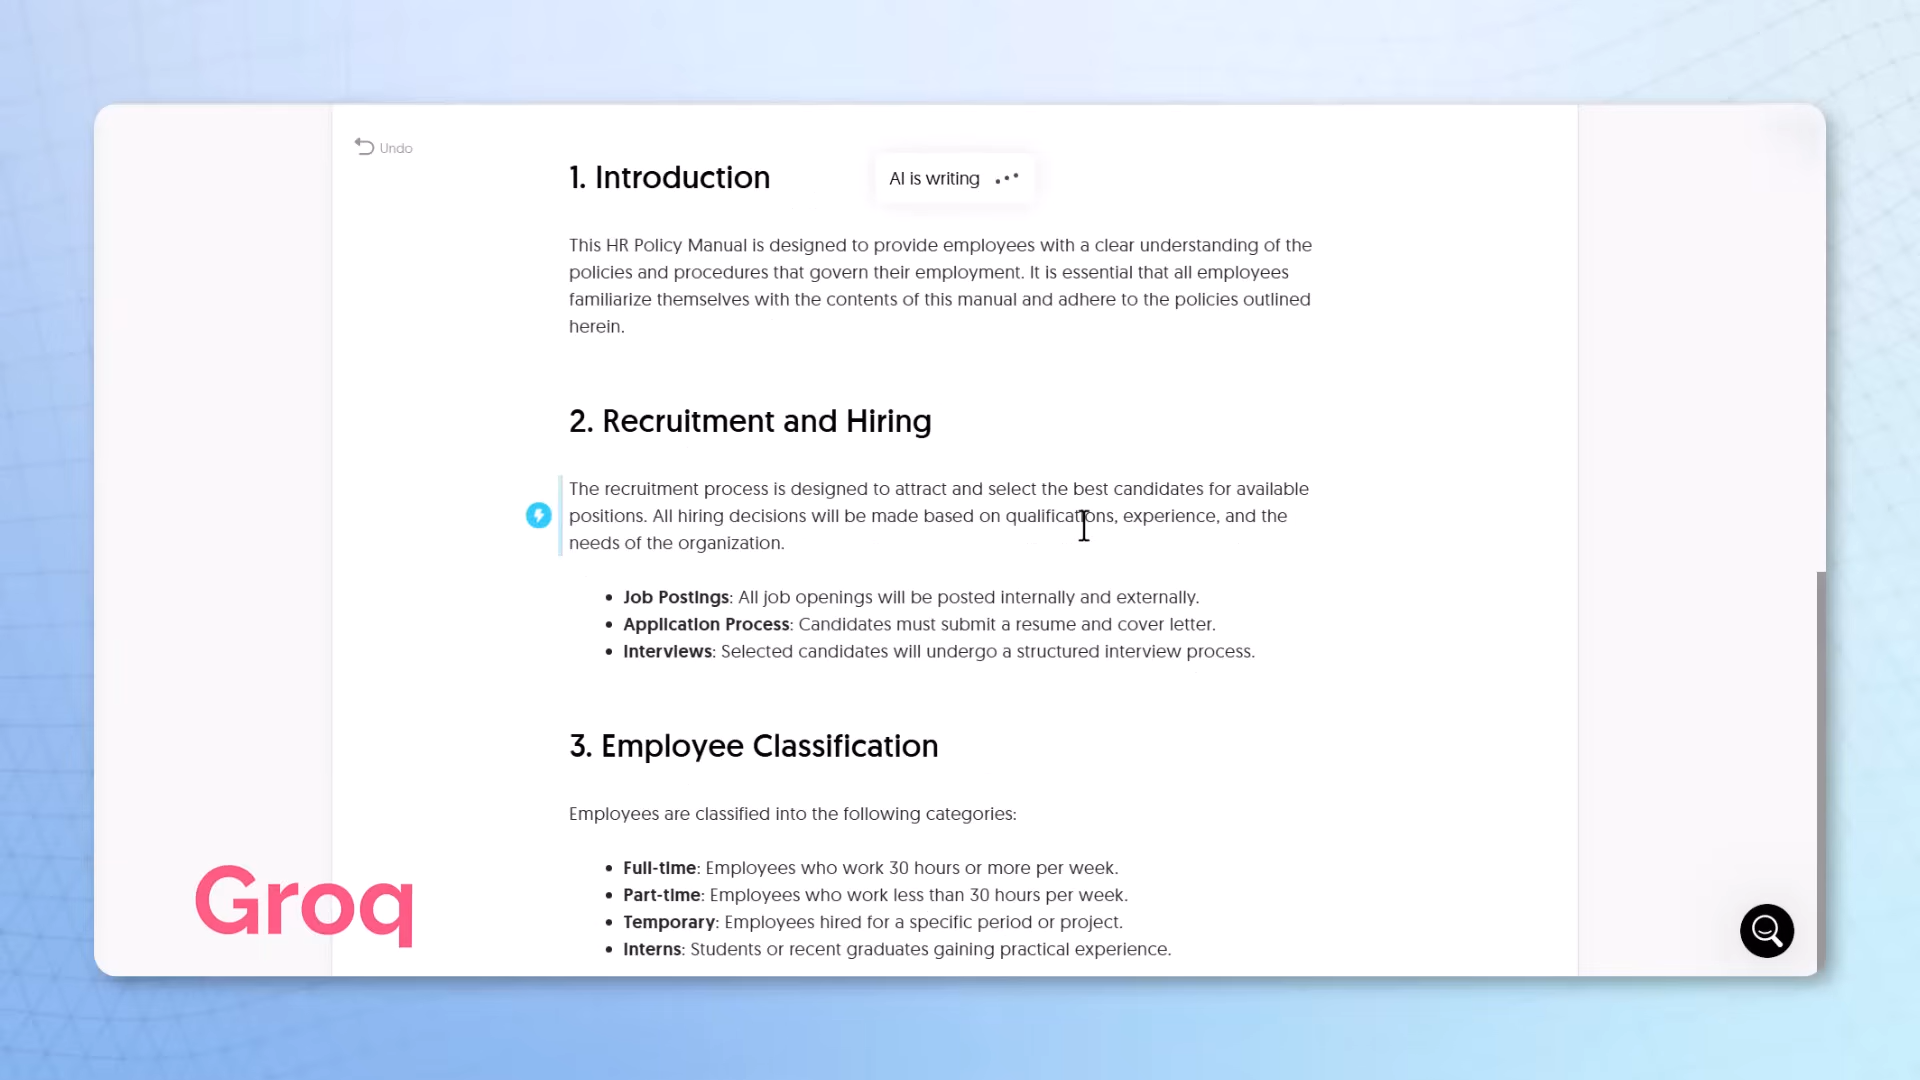 Undo
1. Introduction
AI is writing
This HR Policy Manual is designed to provide employees with a clear understanding of the
policies and procedures that govern their employment. It is essential that all employees
familiarize themselves with the contents of this manual and adhere to the policies outlined
herein.
2. Recruitment and Hiring
The recruitment process is designed to attract and select the best candidates for available
positions. All hiring decisions will be made based on qualifications, experience, and the
needs of the organization.
• Job Postings: All job openings will be posted internally and externally.
• Application Process: Candidates must submit a resume and cover letter.
• Interviews: Selected candidates will undergo a structured interview process.
3. Employee Classification
Employees are classified into the following categories:
• Full-time: Employees who work 30 hours or more per week.
• Part-time: Employees who work less than 30 hours per week.
• Temporary: Employees hired for a specific period or project.
• Interns: Students or recent graduates gaining practical experience.
Groq